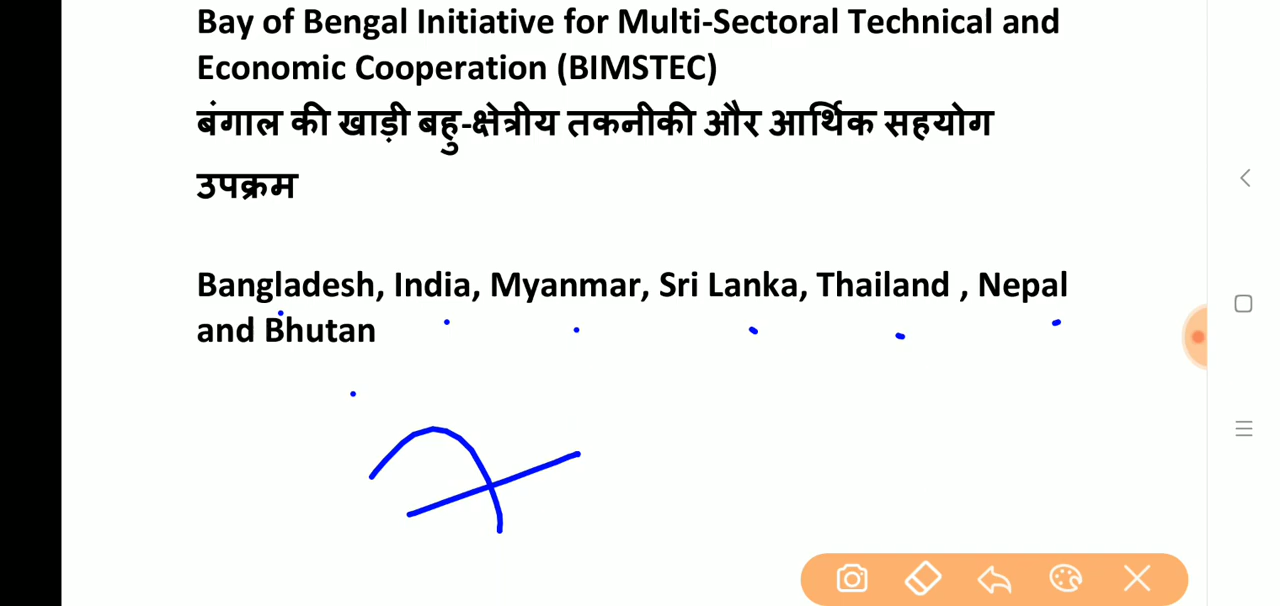 Bay of Bengal Initiative for Multi-Sectoral Technical and
Economic Cooperation (BIMSTEC)
बंगाल की खाड़ी बहु-क्षेत्रीय तकनीकी और आर्थिक सहयोग
उपक्रम
Bangladesh, India, Myanmar, Sri Lanka, Thailand , Nepal
and Bhutan
7